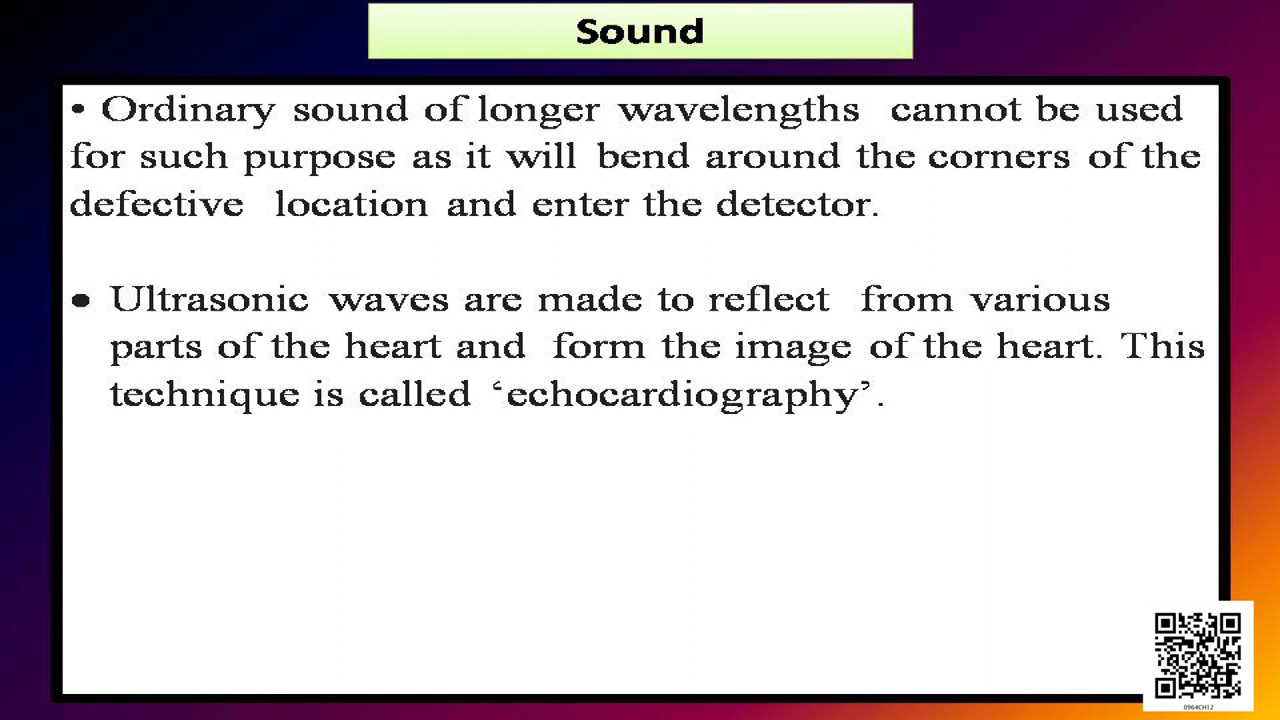 Sound
• Ordinary sound of longer wavelengths cannot be used
for such purpose as it will bend around the corners of the
defective location and enter the detector.
• Ultrasonic waves are made to reflect from various
parts of the heart and form the image of the heart. This
technique is called ‘echocardiography’.
0964CH12